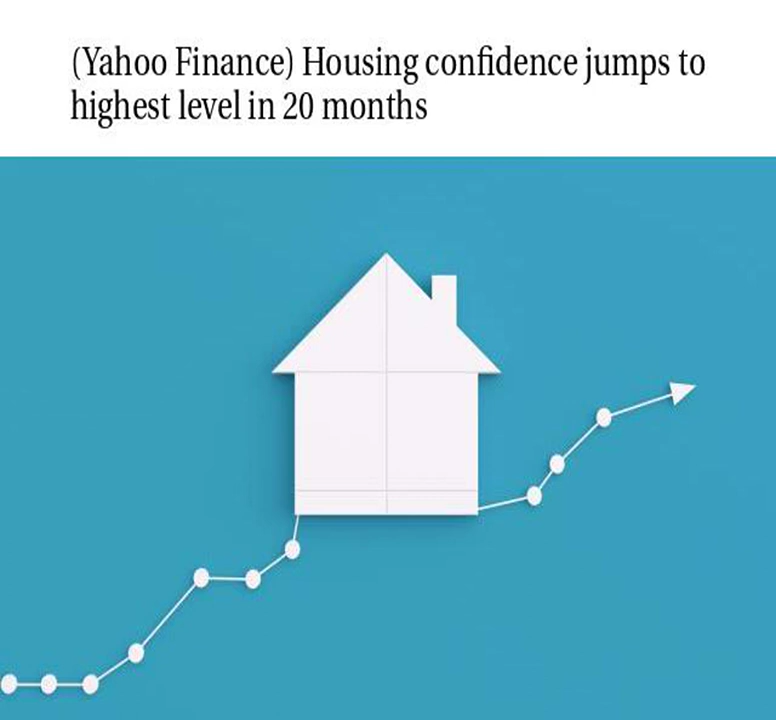 (Yahoo Finance) Housing confidence jumps to
highest level in 20 months